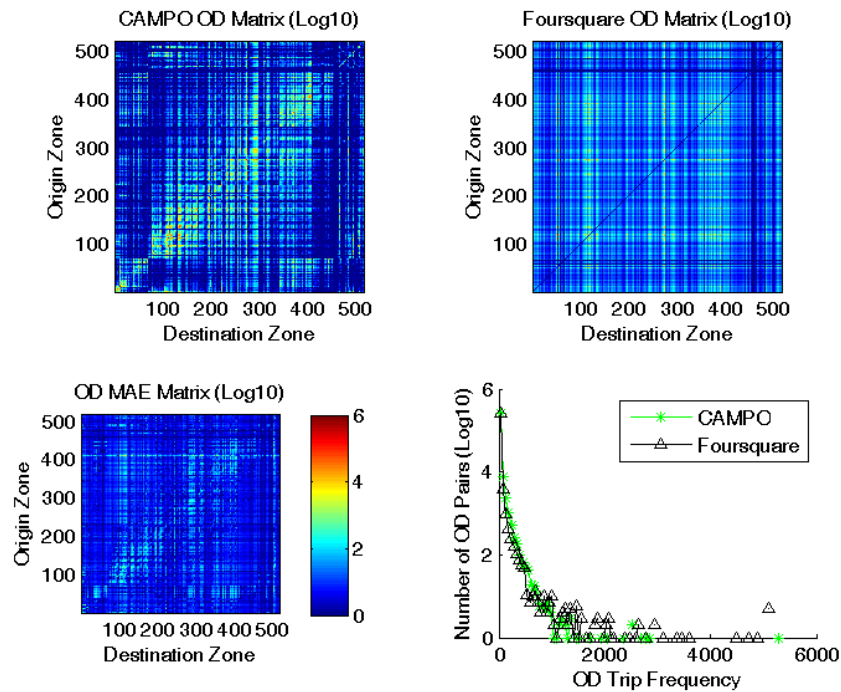 CAMPO OD Matrix (Log10)
500
400
300
200
100
Origin Zone
100 200 300 400 500
Destination Zone
Foursquare OD Matrix (Log10)
500
400
300
200
100
Origin Zone
100 200 300 400 500
Destination Zone
OD MAE Matrix (Log10)
500
400
300
200
100
Origin Zone
100 200 300 400 500
Destination Zone
6
4
2
0
6
4
2
0
Number of OD Pairs (Log10)
CAMPO
Foursquare
0 2000 4000 6000
OD Trip Frequency